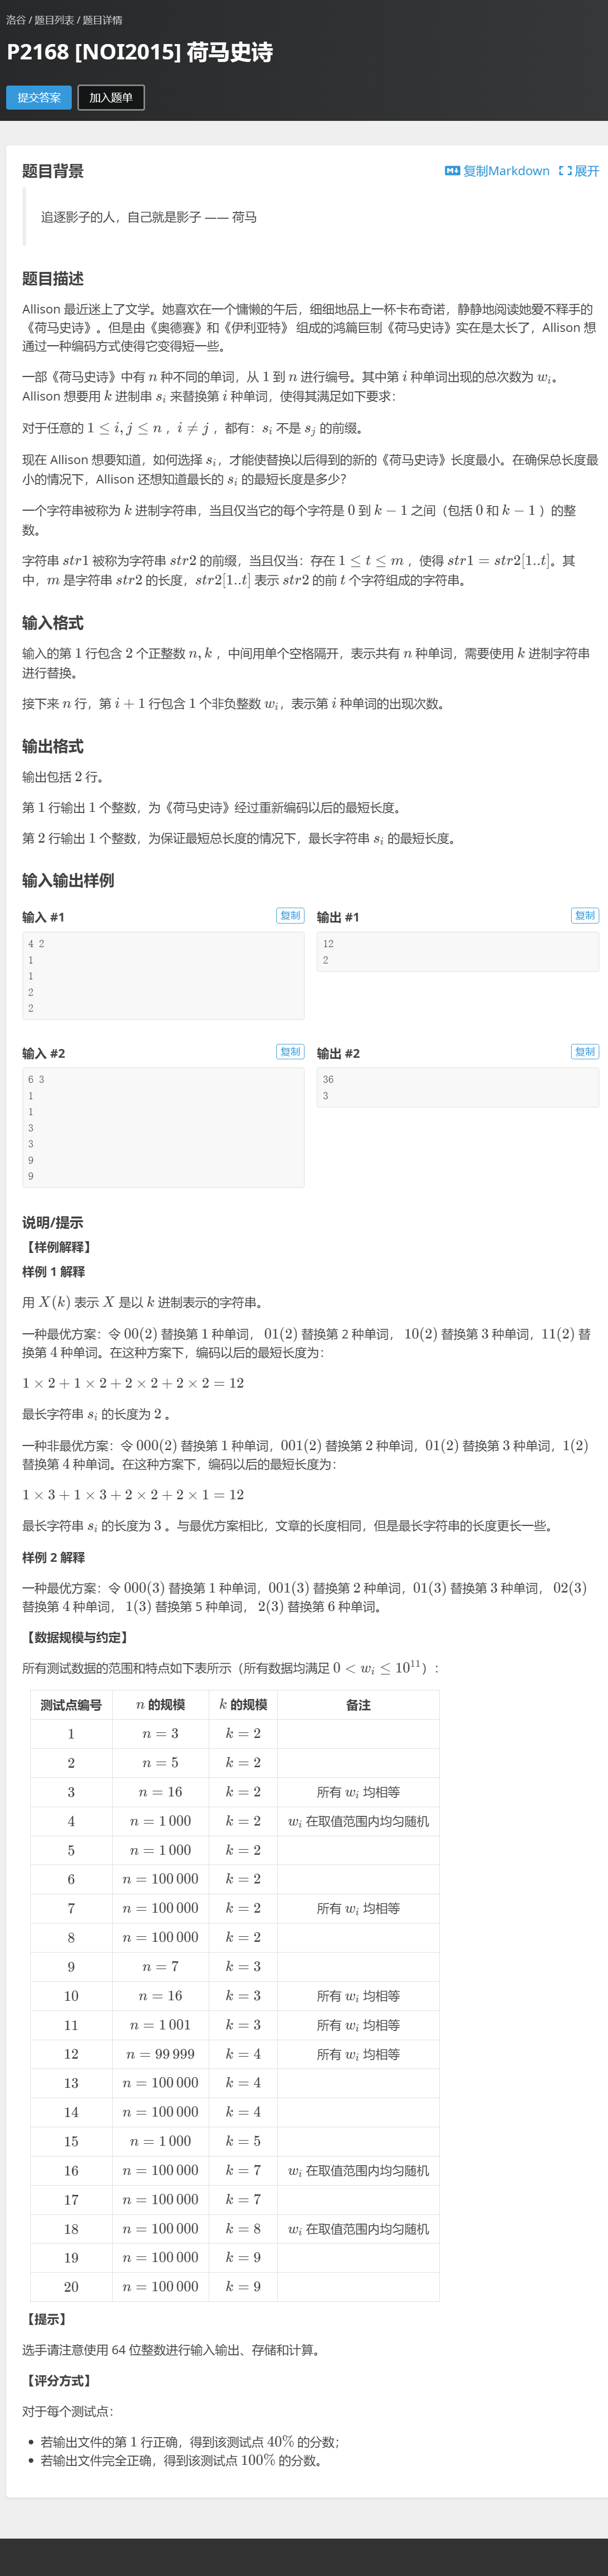 洛谷 / 题目列表 / 题目详情
P2168 [NOI2015] 荷马史诗
提交答案 加入题单
题目背景 复制Markdown 展开
追逐影子的人，自己就是影子 —— 荷马
题目描述
Allison 最近迷上了文学。她喜欢在一个慵懒的午后，细细地品上一杯卡布奇诺，静静地阅读她爱不释手的
《荷马史诗》。但是由《奥德赛》和《伊利亚特》 组成的鸿篇巨制《荷马史诗》实在是太长了，Allison 想
通过一种编码方式使得它变得短一些。
一部《荷马史诗》中有 n 种不同的单词，从 1 到 n 进行编号。其中第 i 种单词出现的总次数为 w_i。
Allison 想要用 k 进制串 s_i 来替换第 i 种单词，使得其满足如下要求：
对于任意的 1 ≤ i, j ≤ n ，i ≠ j ，都有：s_i 不是 s_j 的前缀。
现在 Allison 想要知道，如何选择 s_i，才能使替换以后得到的新的《荷马史诗》长度最小。在确保总长度最
小的情况下，Allison 还想知道最长的 s_i 的最短长度是多少？
一个字符串被称为 k 进制字符串，当且仅当它的每个字符是 0 到 k − 1 之间（包括 0 和 k − 1 ）的整
数。
字符串 str1 被称为字符串 str2 的前缀，当且仅当：存在 1 ≤ t ≤ m ，使得 str1 = str2[1..t]。其
中，m 是字符串 str2 的长度，str2[1..t] 表示 str2 的前 t 个字符组成的字符串。
输入格式
输入的第 1 行包含 2 个正整数 n, k ，中间用单个空格隔开，表示共有 n 种单词，需要使用 k 进制字符串
进行替换。
接下来 n 行，第 i + 1 行包含 1 个非负整数 w_i，表示第 i 种单词的出现次数。
输出格式
输出包括 2 行。
第 1 行输出 1 个整数，为《荷马史诗》经过重新编码以后的最短长度。
第 2 行输出 1 个整数，为保证最短总长度的情况下，最长字符串 s_i 的最短长度。
输入输出样例
输入 #1 复制 输出 #1 复制
4 2
1
1
2
2
12
2
输入 #2 复制 输出 #2 复制
6 3
1
1
3
3
9
9
36
3
说明/提示
【样例解释】
样例 1 解释
用 X(k) 表示 X 是以 k 进制表示的字符串。
一种最优方案：令 00(2) 替换第 1 种单词， 01(2) 替换第 2 种单词， 10(2) 替换第 3 种单词，11(2) 替
换第 4 种单词。在这种方案下，编码以后的最短长度为：
1 × 2 + 1 × 2 + 2 × 2 + 2 × 2 = 12
最长字符串 s_i 的长度为 2 。
一种非最优方案：令 000(2) 替换第 1 种单词，001(2) 替换第 2 种单词，01(2) 替换第 3 种单词，1(2)
替换第 4 种单词。在这种方案下，编码以后的最短长度为：
1 × 3 + 1 × 3 + 2 × 2 + 2 × 1 = 12
最长字符串 s_i 的长度为 3 。与最优方案相比，文章的长度相同，但是最长字符串的长度更长一些。
样例 2 解释
一种最优方案：令 000(3) 替换第 1 种单词，001(3) 替换第 2 种单词，01(3) 替换第 3 种单词， 02(3)
替换第 4 种单词， 1(3) 替换第 5 种单词， 2(3) 替换第 6 种单词。
【数据规模与约定】
所有测试数据的范围和特点如下表所示（所有数据均满足 0 < w_i ≤ 10^11）：
测试点编号 n 的规模 k 的规模 备注
1 n = 3 k = 2
2 n = 5 k = 2
3 n = 16 k = 2 所有 w_i 均相等
4 n = 1 000 k = 2 w_i 在取值范围内均匀随机
5 n = 1 000 k = 2
6 n = 100 000 k = 2
7 n = 100 000 k = 2 所有 w_i 均相等
8 n = 100 000 k = 2
9 n = 7 k = 3
10 n = 16 k = 3 所有 w_i 均相等
11 n = 1 001 k = 3 所有 w_i 均相等
12 n = 99 999 k = 4 所有 w_i 均相等
13 n = 100 000 k = 4
14 n = 100 000 k = 4
15 n = 1 000 k = 5
16 n = 100 000 k = 7 w_i 在取值范围内均匀随机
17 n = 100 000 k = 7
18 n = 100 000 k = 8 w_i 在取值范围内均匀随机
19 n = 100 000 k = 9
20 n = 100 000 k = 9
【提示】
选手请注意使用 64 位整数进行输入输出、存储和计算。
【评分方式】
对于每个测试点：
• 若输出文件的第 1 行正确，得到该测试点 40% 的分数；
• 若输出文件完全正确，得到该测试点 100% 的分数。